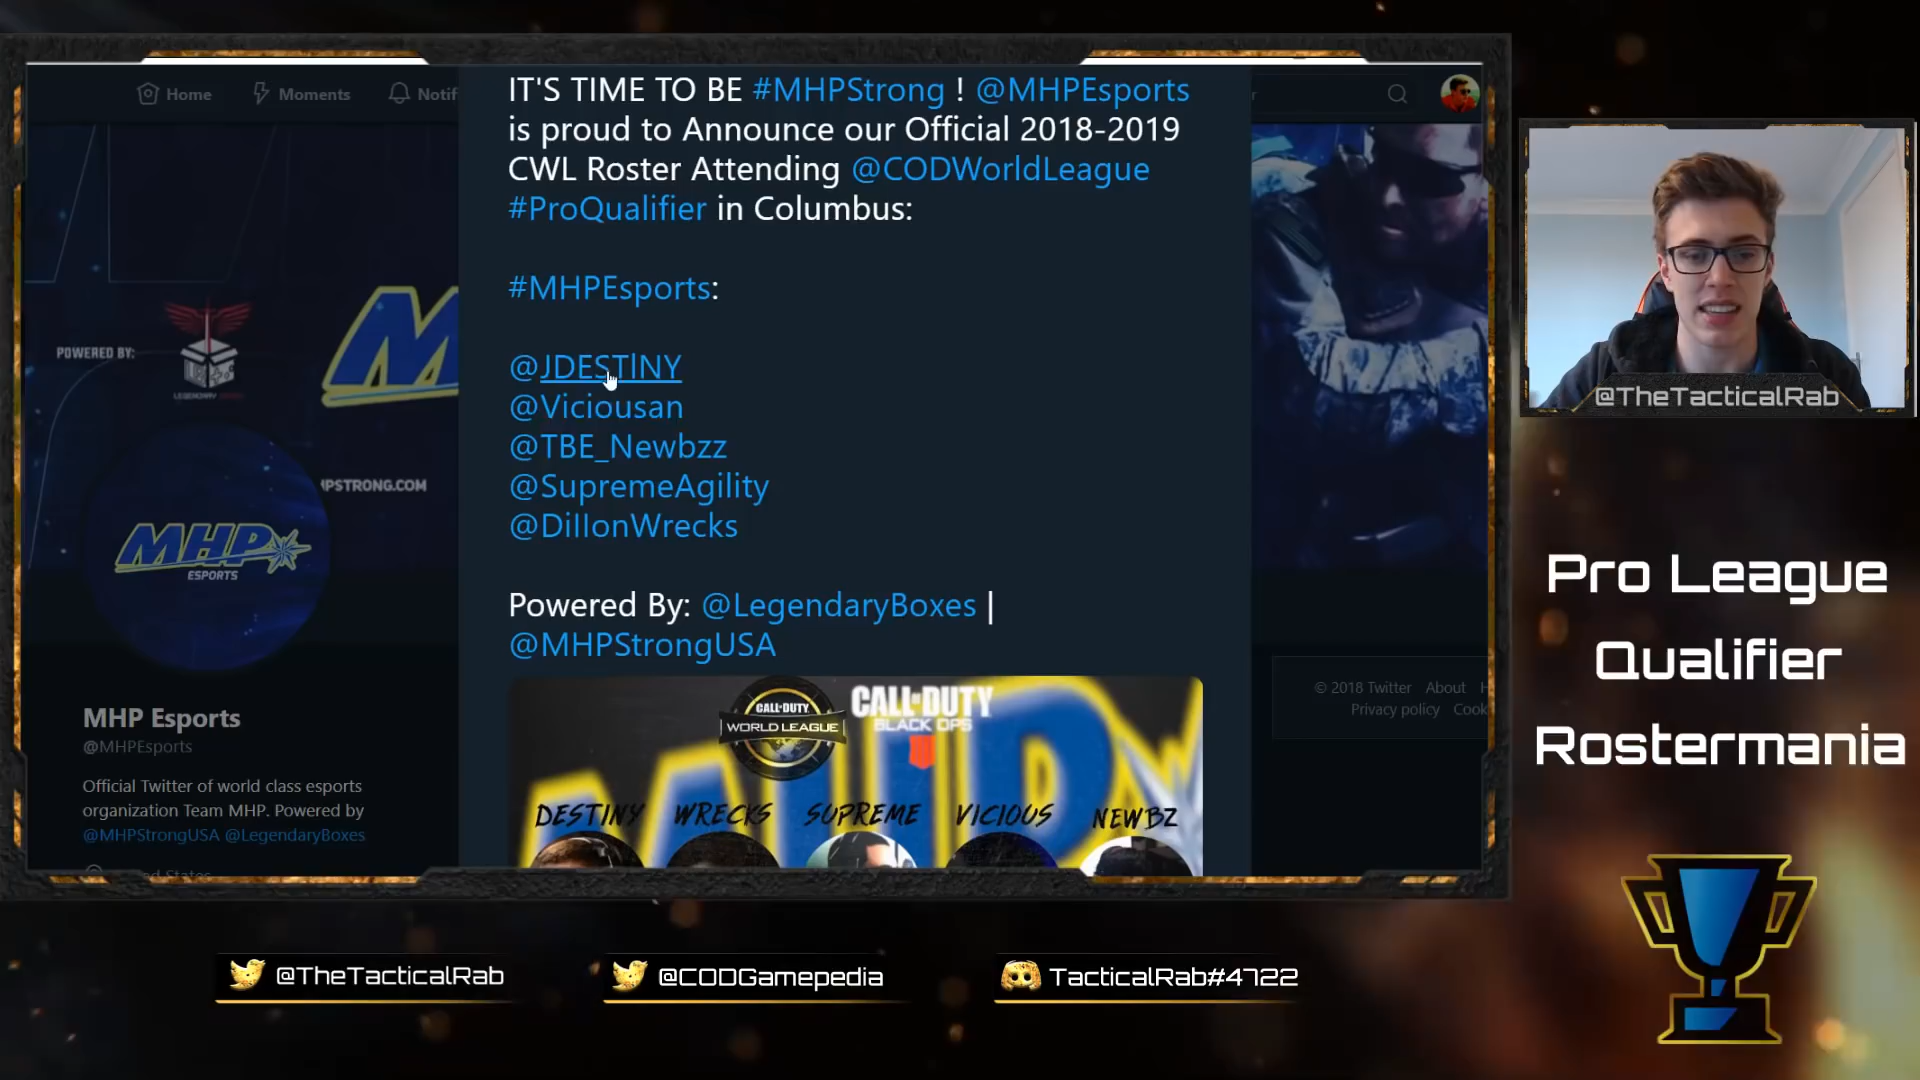 Home
Moments
Notif
IT'S TIME TO BE #MHPStrong ! @MHPEsports
is proud to Announce our Official 2018-2019
CWL Roster Attending @CODWorldLeague
#ProQualifier in Columbus:
#MHPEsports:
@JDESTlNY
@Viciousan
@TBE_Newbzz
@SupremeAgility
@DillonWrecks
Powered By: @LegendaryBoxes |
@MHPStrongUSA
CALL OF DUTY
WORLD LEAGUE
CALL OF DUTY
BLACK OPS
DESTINY
WRECKS
SUPREME
VICIOUS
NEWBZ
POWERED BY:
MHP
ESPORTS
MHP Esports
@MHPEsports
Official Twitter of world class esports
organization Team MHP. Powered by
@MHPStrongUSA @LegendaryBoxes
© 2018 Twitter About
Privacy policy Cook
@TheTacticalRab
Pro League
Qualifier
Rostermania
@TheTacticalRab
@CODGamepedia
TacticalRab#4722